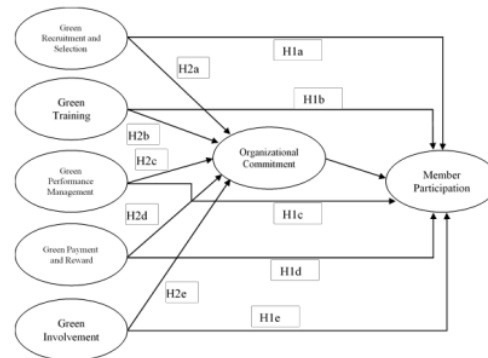 Green
Recruitment and
Selection
H1a
H2a
Green
Training
H1b
H2b
Organizational
Commitment
H2c
Green
Performance
Management
Member
Participation
H2d
H1c
Green Payment
and Reward
H1d
H2e
Green
Involvement
H1e